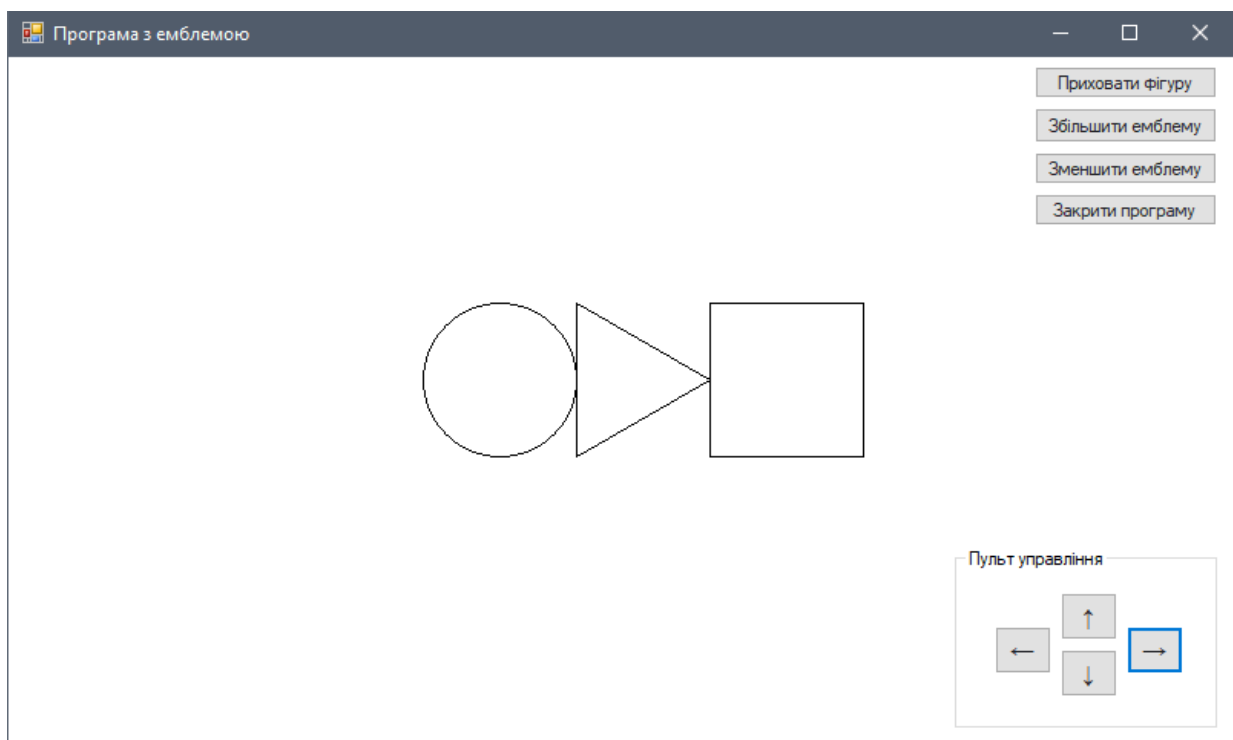 Програма з емблемою
Приховати фігуру
Збільшити емблему
Зменшити емблему
Закрити програму
Пульт управління
↑
← →
↓